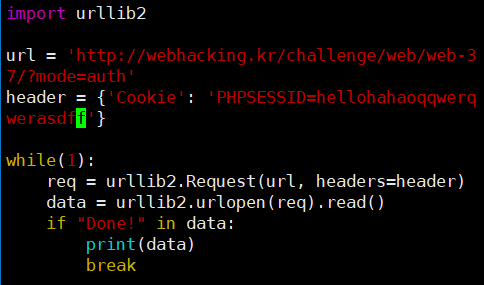 import urllib2

url = 'http://webhacking.kr/challenge/web/web-3
7/?mode=auth'
header = {'Cookie': 'PHPSESSID=hellohahaoqqwerq
werasdff'}

while(1):
    req = urllib2.Request(url, headers=header)
    data = urllib2.urlopen(req).read()
    if "Done!" in data:
        print(data)
        break